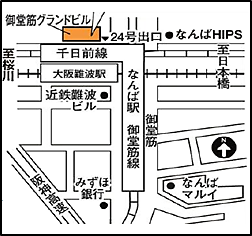 御堂筋グランドビル
24号出口
なんばHIPS
至桜川
千日前線
至日本橋
大阪難波駅
なんば駅
御堂筋線
御堂筋
近鉄難波
ビル
阪神高速
みずほ
銀行
なんば
マルイ